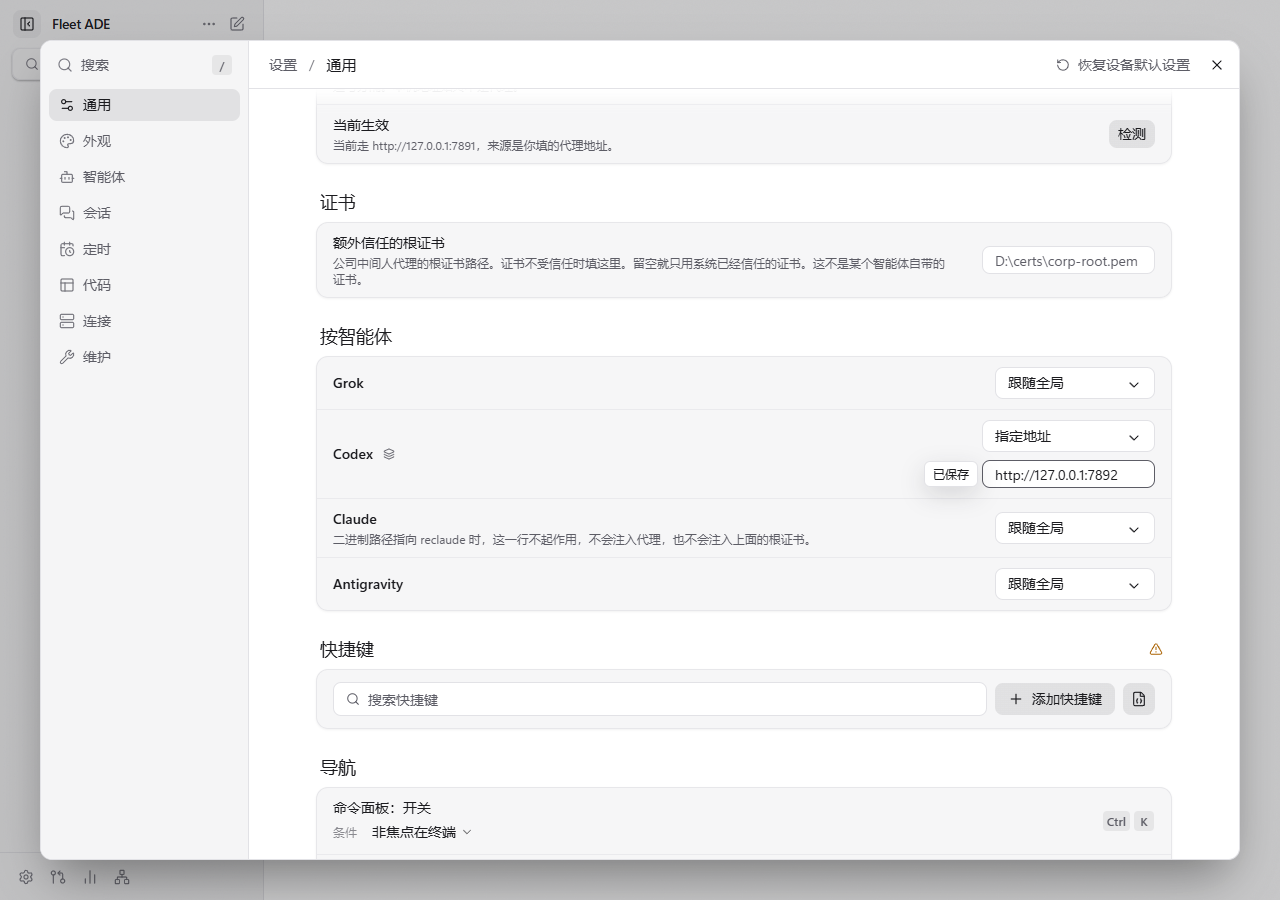 Fleet ADE
搜索
/
通用
外观
智能体
会话
定时
代码
连接
维护
设置 / 通用
恢复设备默认设置
当前生效
当前走 http://127.0.0.1:7891，来源是你填的代理地址。
检测
证书
额外信任的根证书
公司中间人代理的根证书路径。证书不受信任时填这里。留空就只用系统已经信任的证书。这不是某个智能体自带的
证书。
D:\certs\corp-root.pem
按智能体
Grok
跟随全局
Codex
指定地址
已保存
http://127.0.0.1:7892
Claude
二进制路径指向 reclaude 时，这一行不起作用，不会注入代理，也不会注入上面的根证书。
跟随全局
Antigravity
跟随全局
快捷键
搜索快捷键
添加快捷键
导航
命令面板：开关
条件 非焦点在终端
Ctrl K